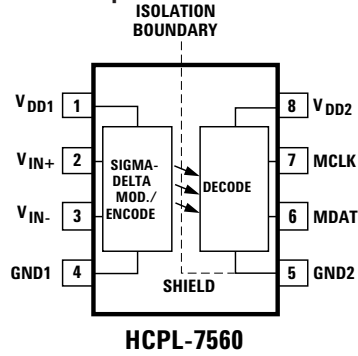 ISOLATION
BOUNDARY
VDD1 1
8 VDD2
VIN+ 2
7 MCLK
SIGMA-
DELTA
MOD./
ENCODE
DECODE
VIN- 3
6 MDAT
GND1 4
5 GND2
SHIELD
HCPL-7560